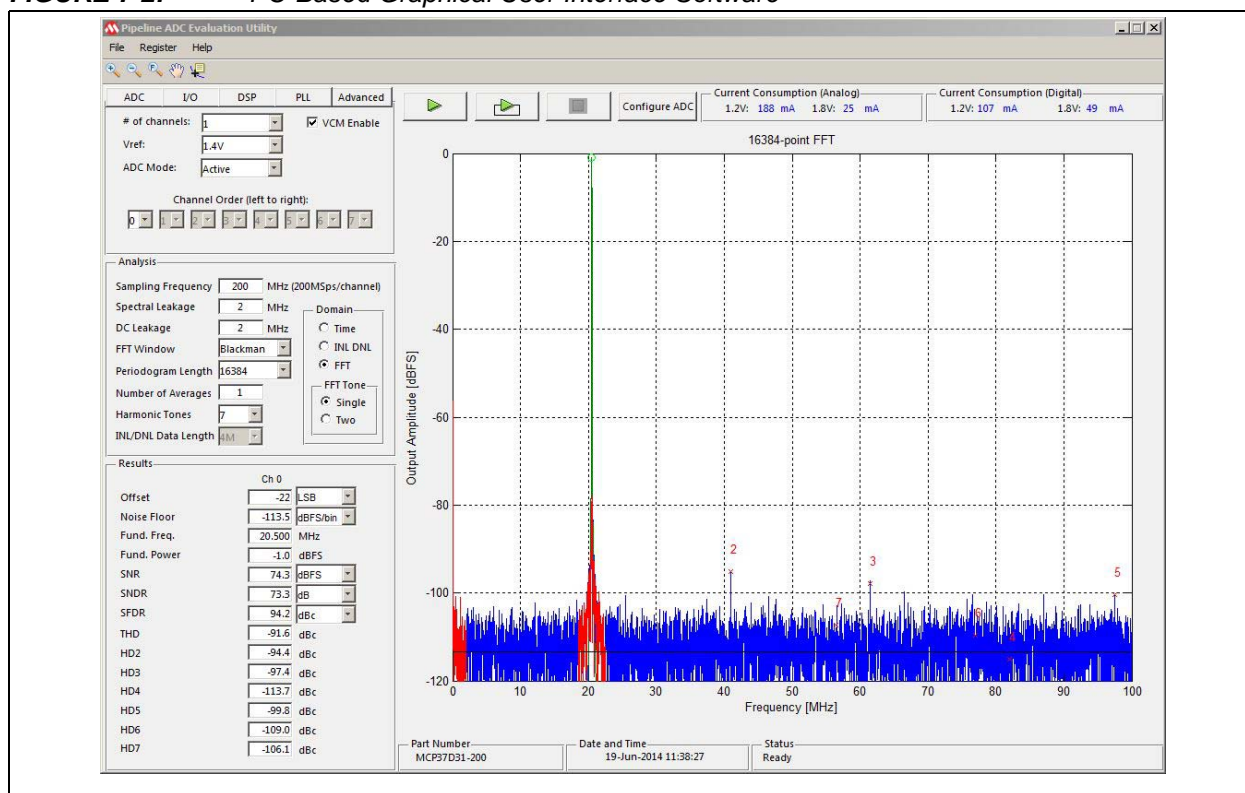 Pipeline ADC Evaluation Utility
File Register Help
ADC I/O DSP PLL Advanced
# of channels: 1 VCM Enable
Vref: 1.4V
ADC Mode: Active
Channel Order (left to right):
0 1 2 3 4 5 6 7
Configure ADC
Current Consumption (Analog)
1.2V: 188 mA 1.8V: 25 mA
Current Consumption (Digital)
1.2V: 107 mA 1.8V: 49 mA
Analysis
Sampling Frequency 200 MHz (200MSps/channel)
Spectral Leakage 2 MHz
DC Leakage 2 MHz
FFT Window Blackman
Periodogram Length 16384
Number of Averages 1
Harmonic Tones 7
INL/DNL Data Length 4M
Domain
Time
INL DNL
FFT
FFT Tone
Single
Two
Results
Ch 0
Offset -22 LSB
Noise Floor -113.5 dBFS/bin
Fund. Freq. 20.500 MHz
Fund. Power -1.0 dBFS
SNR 74.3 dBFS
SNDR 73.3 dB
SFDR 94.2 dBc
THD -91.6 dBc
HD2 -94.4 dBc
HD3 -97.4 dBc
HD4 -113.7 dBc
HD5 -99.8 dBc
HD6 -109.0 dBc
HD7 -106.1 dBc
16384-point FFT
Output Amplitude [dBFS]
0
-20
-40
-60
-80
-100
-120
2
3
5
7
6
4
0 10 20 30 40 50 60 70 80 90 100
Frequency [MHz]
Part Number
MCP37D31-200
Date and Time
19-Jun-2014 11:38:27
Status
Ready